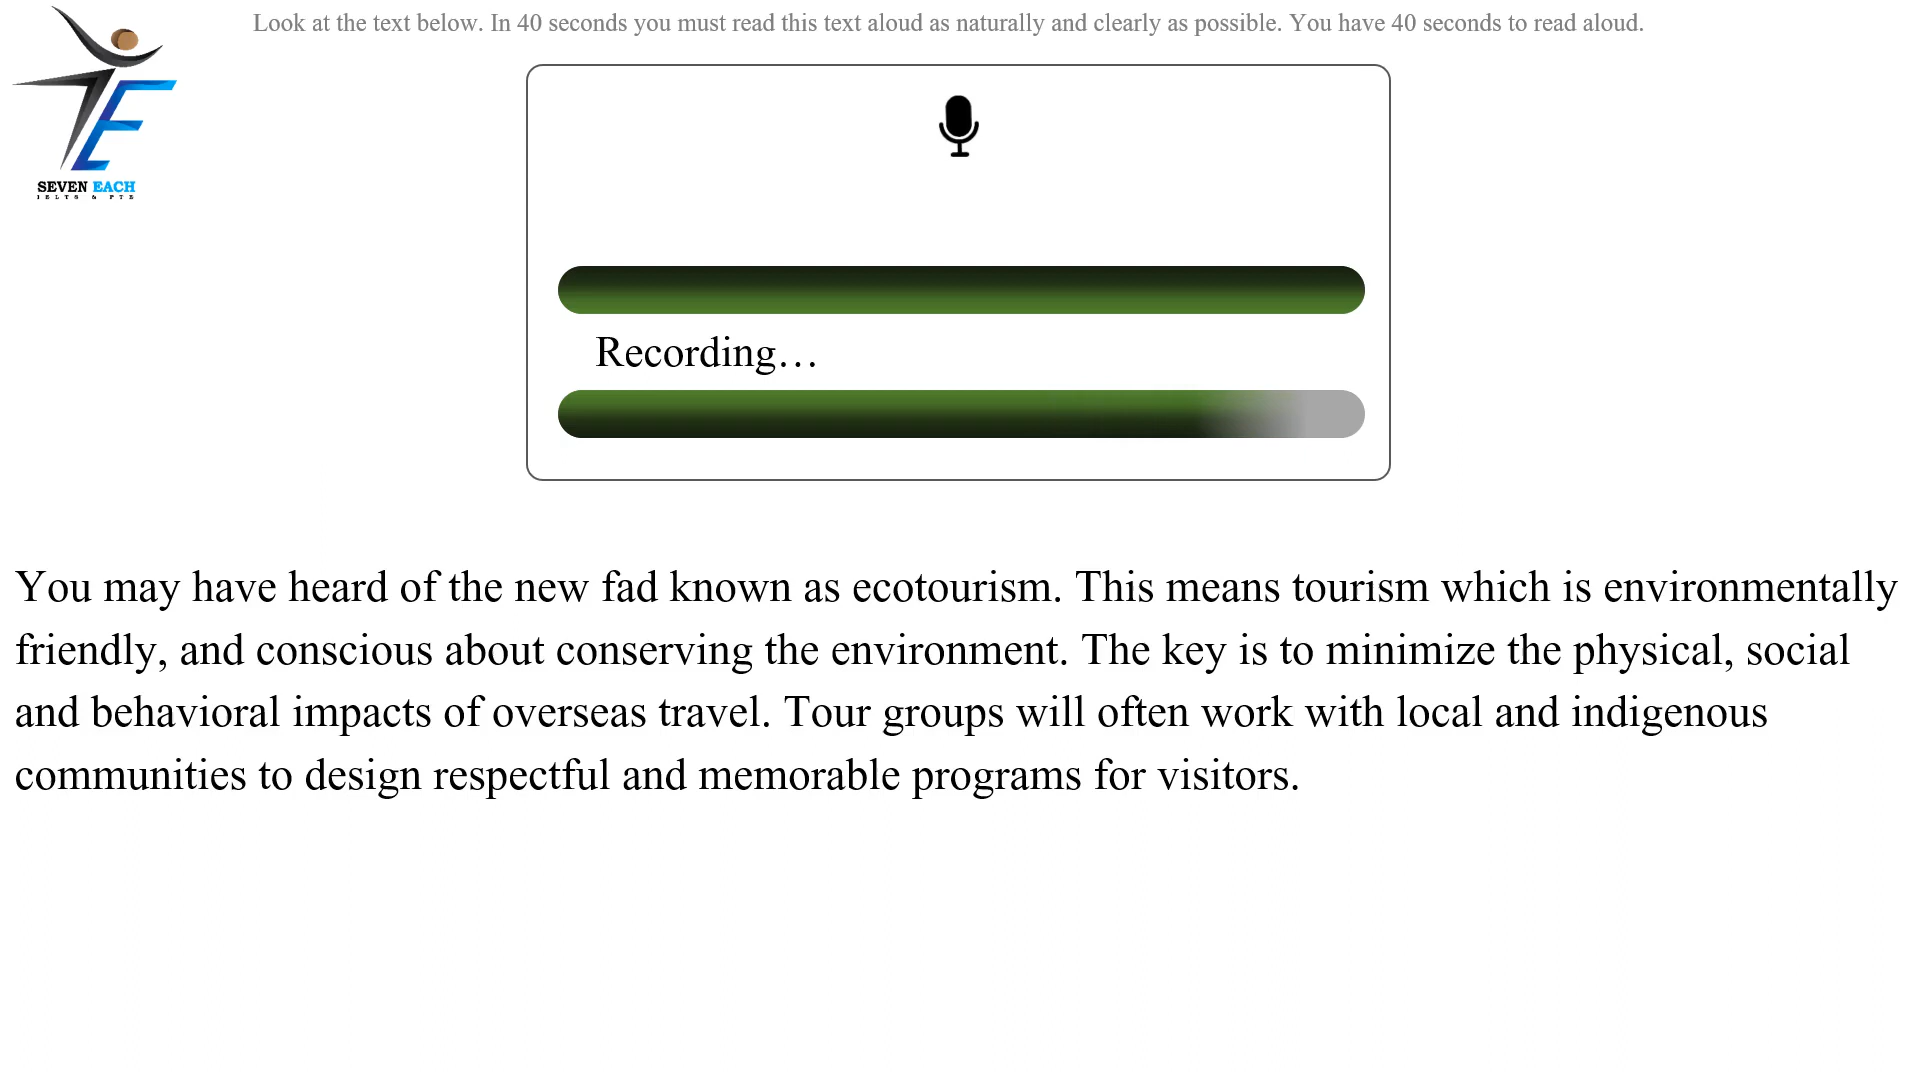 Look at the text below. In 40 seconds you must read this text aloud as naturally and clearly as possible. You have 40 seconds to read aloud.
SEVEN EACH
IELTS & PTE
Recording…
You may have heard of the new fad known as ecotourism. This means tourism which is environmentally
friendly, and conscious about conserving the environment. The key is to minimize the physical, social
and behavioral impacts of overseas travel. Tour groups will often work with local and indigenous
communities to design respectful and memorable programs for visitors.